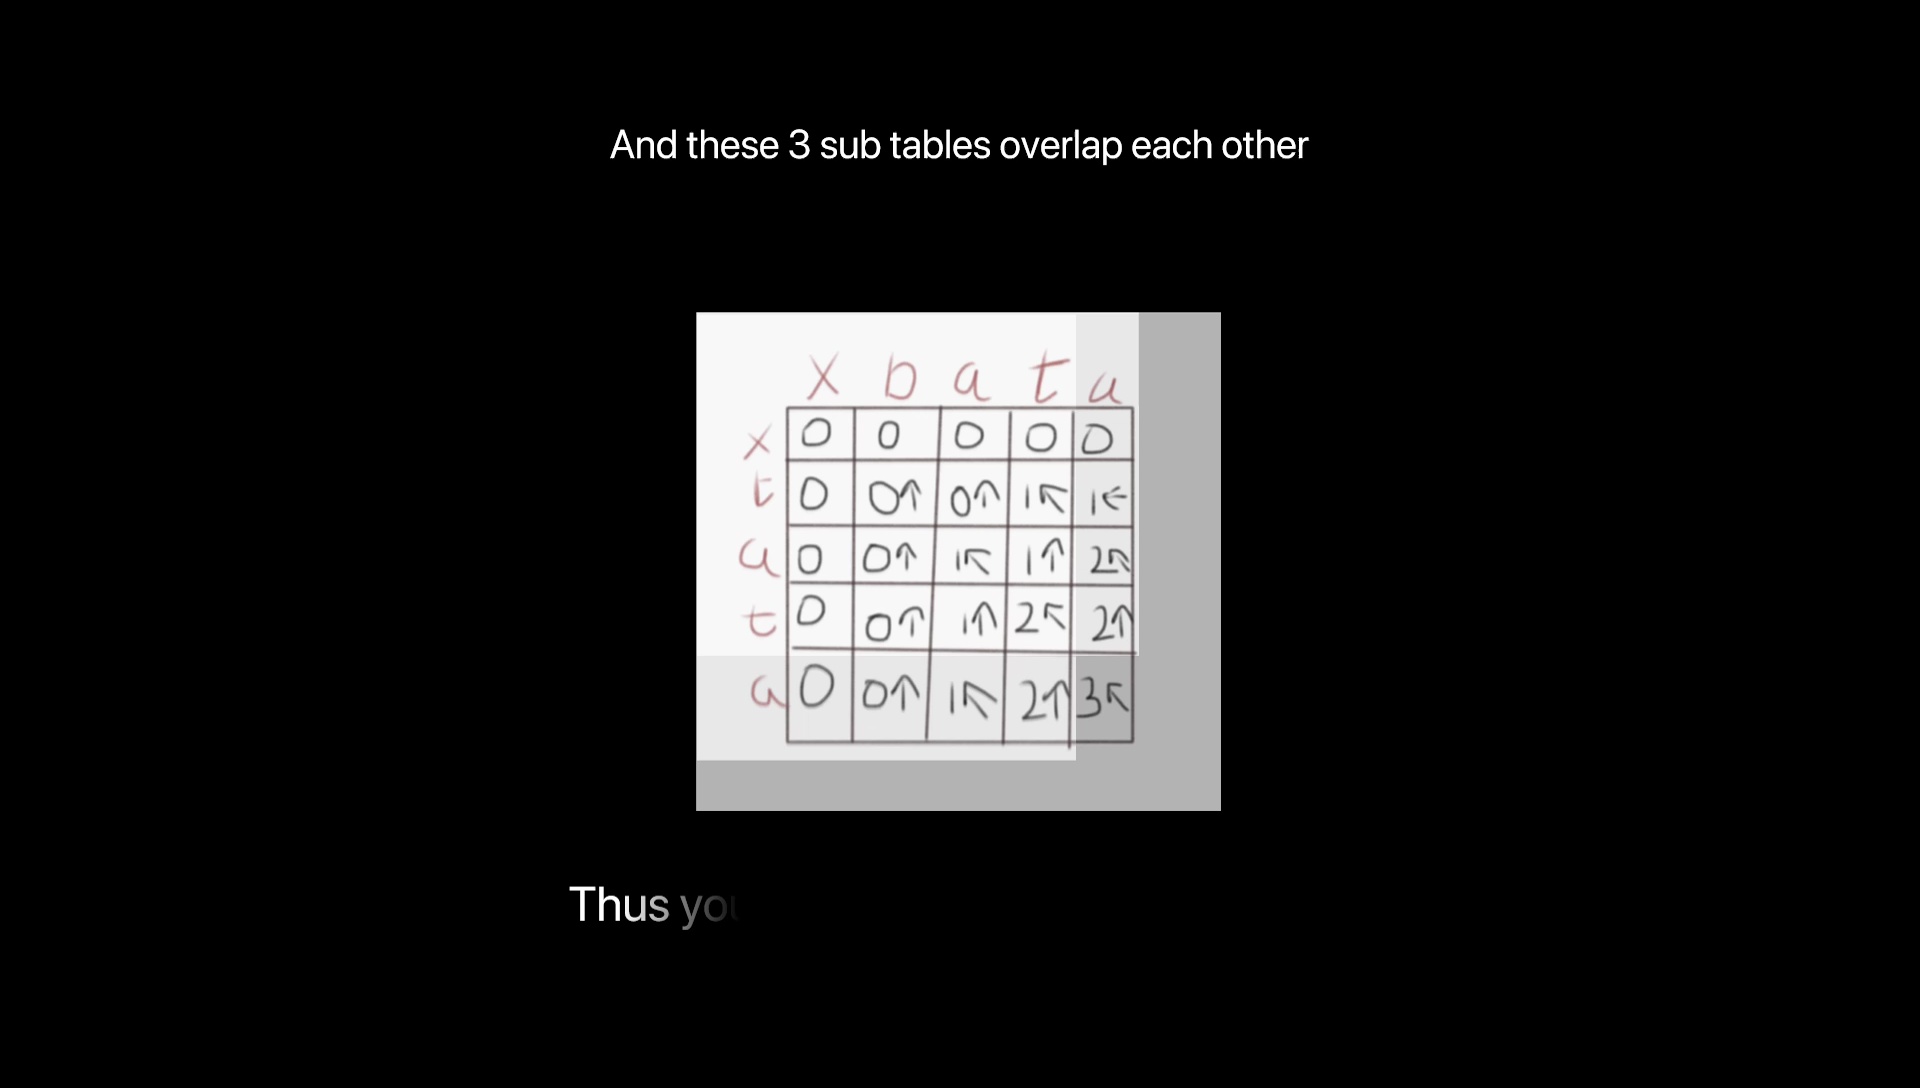 And these 3 sub tables overlap each other
x b a t a
x 0 0 0 0 0
t 0 0↑ 0↑ 1↖ 1←
a 0 0↑ 1↖ 1↑ 2↖
t 0 0↑ 1↑ 2↖ 2↑
a 0 0↑ 1↖ 2↑ 3↖
Thus you